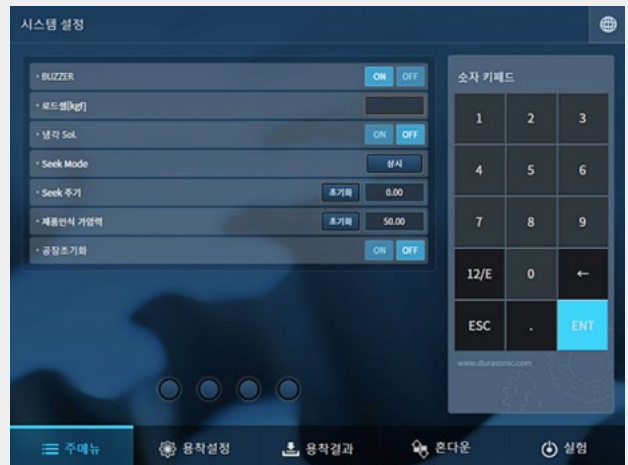 시스템 설정
· BUZZER ON OFF
· 로드셀[kgf]
· 냉각 Sol. ON OFF
· Seek Mode 상시
· Seek 주기 초기화 0.00
· 제품인식 가압력 초기화 50.00
· 공장초기화 ON OFF
숫자 키패드
1 2 3
4 5 6
7 8 9
12/E 0 ←
ESC . ENT
www.durasonic.com
주메뉴 용착설정 용착결과 혼다운 실험